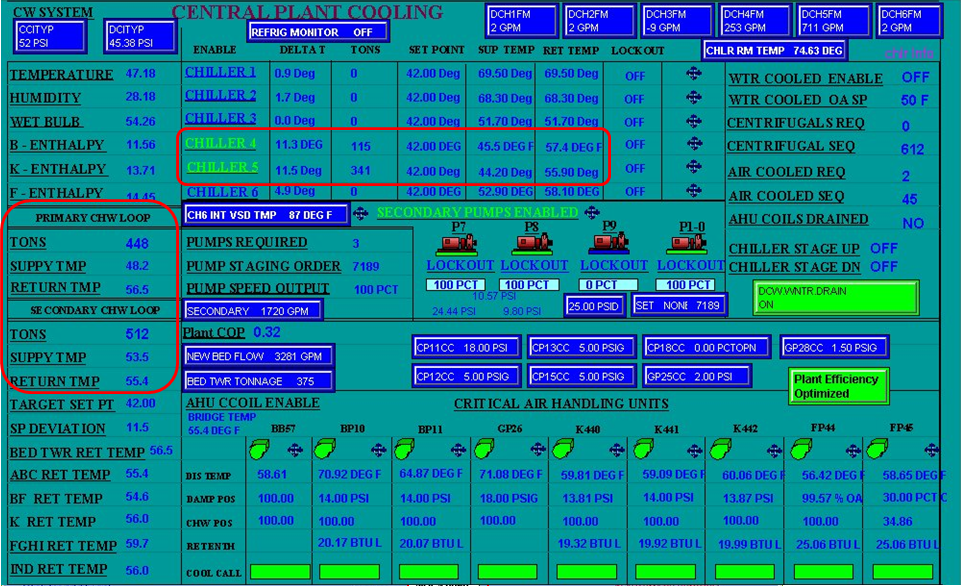 CW SYSTEM
CENTRAL PLANT COOLING
CCITYP
52 PSI
DCITYP
45.38 PSI
REFRIG MONITOR OFF
DCH1FM
2 GPM
DCH2FM
2 GPM
DCH3FM
-9 GPM
DCH4FM
253 GPM
DCH5FM
711 GPM
DCH6FM
2 GPM
CHLR RM TEMP 74.63 DEG
ENABLE DELTA T TONS SET POINT SUP TEMP RET TEMP LOCKOUT
TEMPERATURE 47.18
HUMIDITY 28.18
WET BULB 54.26
B - ENTHALPY 11.56
K - ENTHALPY 13.71
F - ENTHALPY 14.45
CHILLER 1 0.9 Deg 0 42.00 Deg 69.50 Deg 69.50 Deg OFF
CHILLER 2 1.7 Deg 0 42.00 Deg 68.30 Deg 68.30 Deg OFF
CHILLER 3 0.0 Deg 0 42.00 Deg 51.70 Deg 51.70 Deg OFF
CHILLER 4 11.3 DEG 115 42.00 DEG 45.5 DEG F 57.4 DEG F OFF
CHILLER 5 11.5 Deg 341 42.00 Deg 44.20 Deg 55.90 Deg OFF
CHILLER 6 4.9 Deg 0 42.00 DEG 52.90 DEG 58.10 DEG OFF
WTR COOLED ENABLE OFF
WTR COOLED OA SP 50 F
CENTRIFUGALS REQ 0
CENTRIFUGAL SEQ 612
AIR COOLED REQ 2
AIR COOLED SEQ 45
AHU COILS DRAINED NO
CHILLER STAGE UP OFF
CHILLER STAGE DN OFF
DCW.WNTR.DRAIN
ON
PRIMARY CHW LOOP
TONS 448
SUPPY TMP 48.2
RETURN TMP 56.5
SECONDARY CHW LOOP
TONS 512
SUPPY TMP 53.5
RETURN TMP 55.4
TARGET SET PT 42.00
SP DEVIATION 11.5
BED TWR RET TEMP 56.5
ABC RET TEMP 55.4
BF RET TEMP 54.6
K RET TEMP 56.0
FGHI RET TEMP 59.7
IND RET TEMP 56.0
CH6 INT VSD TMP 87 DEG F
SECONDARY PUMPS ENABLED
PUMPS REQUIRED 3
PUMP STAGING ORDER 7189
PUMP SPEED OUTPUT 100 PCT
SECONDARY 1720 GPM
P7 P8 P9 P1-0
LOCKOUT LOCKOUT LOCKOUT LOCKOUT
100 PCT 100 PCT 0 PCT 100 PCT
10.57 PSI
24.44 PSI 9.80 PSI
25.00 PSID
SET NONE 7189
Plant COP 0.32
NEW BED FLOW 3281 GPM
BED TWR TONNAGE 375
CP11CC 18.00 PSI
CP13CC 5.00 PSIG
CP18CC 0.00 PCTOPN
GP28CC 1.50 PSIG
CP12CC 5.00 PSIG
CP15CC 5.00 PSIG
GP25CC 2.00 PSI
Plant Efficiency
Optimized
AHU CCOIL ENABLE
CRITICAL AIR HANDLING UNITS
BRIDGE TEMP
55.4 DEG F
BB57 BP10 BP11 GP26 K440 K441 K442 FP44 FP45
DIS TEMP 58.61 70.92 DEG F 64.87 DEG F 71.08 DEG F 59.81 DEG F 59.09 DEG F 60.06 DEG F 56.42 DEG F 58.65 DEG F
DAMP POS 100.00 14.00 PSI 14.00 PSI 18.00 PSIG 13.81 PSI 14.00 PSI 13.87 PSI 99.57 % OA 30.00 PCT C
CHW POS 100.00 100.00 100.00 100.00 100.00 100.00 100.00 100.00 34.86
RETENTH 20.17 BTU L 20.07 BTU L 19.32 BTU L 19.92 BTU L 19.99 BTU L 25.06 BTU L 25.06 BTU L
COOL CALL